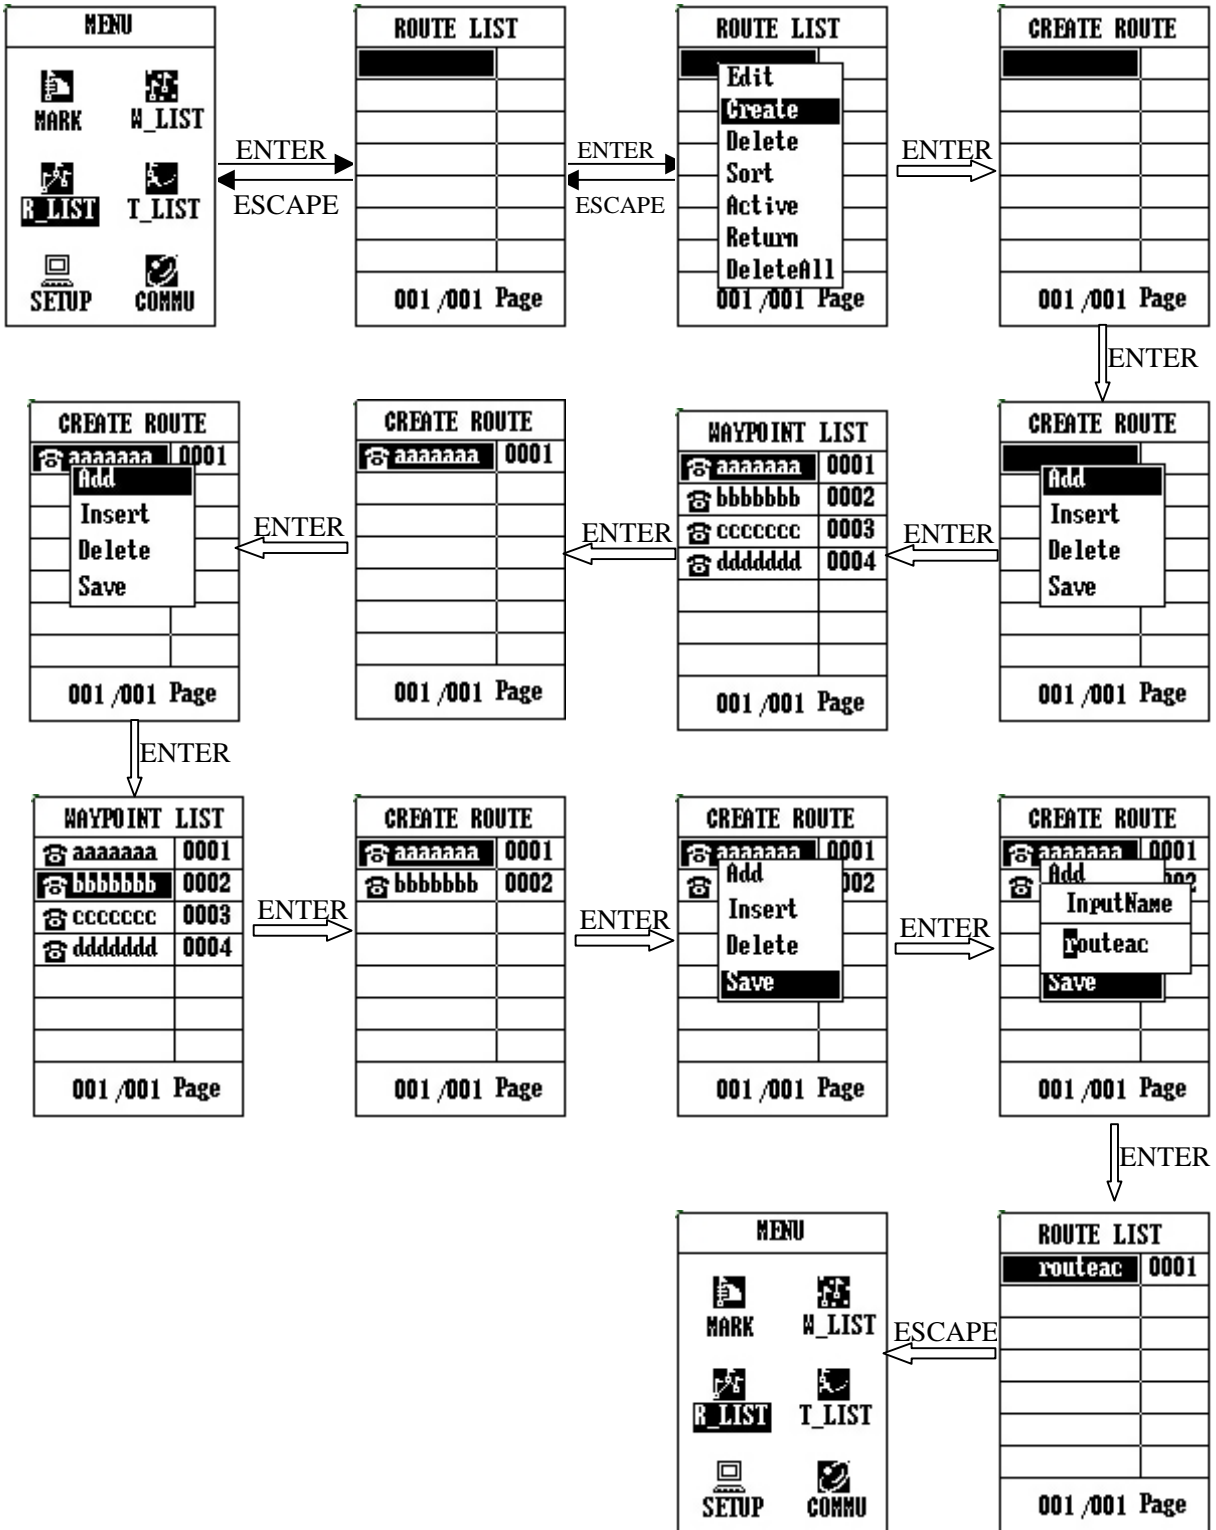 MENU
MARK W_LIST
R_LIST T_LIST
SETUP COMMU
ENTER
ESCAPE
ROUTE LIST
001/001 Page
ENTER
ESCAPE
ROUTE LIST
Edit
Create
Delete
Sort
Active
Return
DeleteAll
001/001 Page
ENTER
CREATE ROUTE
001/001 Page
ENTER
CREATE ROUTE
Add
Insert
Delete
Save
001/001 Page
ENTER
WAYPOINT LIST
aaaaaaa 0001
bbbbbbb 0002
ccccccc 0003
ddddddd 0004
001/001 Page
ENTER
CREATE ROUTE
aaaaaaa 0001
001/001 Page
ENTER
CREATE ROUTE
aaaaaaa 0001
Add
Insert
Delete
Save
001/001 Page
ENTER
WAYPOINT LIST
aaaaaaa 0001
bbbbbbb 0002
ccccccc 0003
ddddddd 0004
001/001 Page
ENTER
CREATE ROUTE
aaaaaaa 0001
bbbbbbb 0002
001/001 Page
ENTER
CREATE ROUTE
aaaaaaa 0001
Add 002
Insert
Delete
Save
001/001 Page
ENTER
CREATE ROUTE
aaaaaaa 0001
Add 002
InputName
routeac
Save
001/001 Page
ENTER
ROUTE LIST
routeac 0001
001/001 Page
ESCAPE
MENU
MARK W_LIST
R_LIST T_LIST
SETUP COMMU